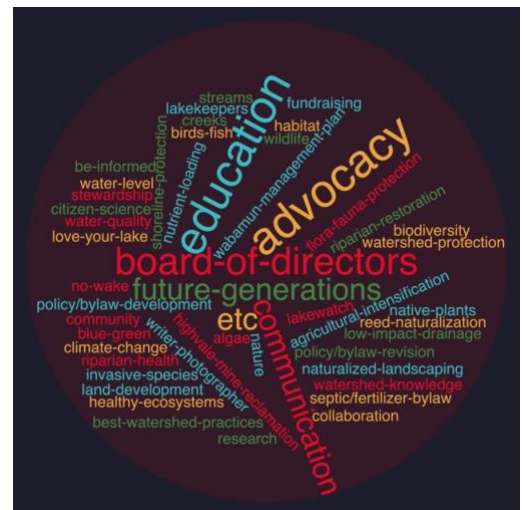 streams
lakekeepers
creeks
birds-fish
fundraising
habitat
wildlife
education
advocacy
wabamun-management-plan
nutrient-loading
shoreline-protection
be-informed
water-level
stewardship
citizen-science
water-quality
love-your-lake
flora-fauna-protection
riparian-restoration
biodiversity
watershed-protection
board-of-directors
future-generations
no-wake
policy/bylaw-development
community
blue-green
climate-change
riparian-health
invasive-species
land-development
healthy-ecosystems
best-watershed-practices
research
writer-photographer
highvale-mine-reclamation
etc
algae
nature
communication
lakewatch
agricultural-intensification
native-plants
reed-naturalization
low-impact-drainage
policy/bylaw-revision
naturalized-landscaping
watershed-knowledge
septic/fertilizer-bylaw
collaboration